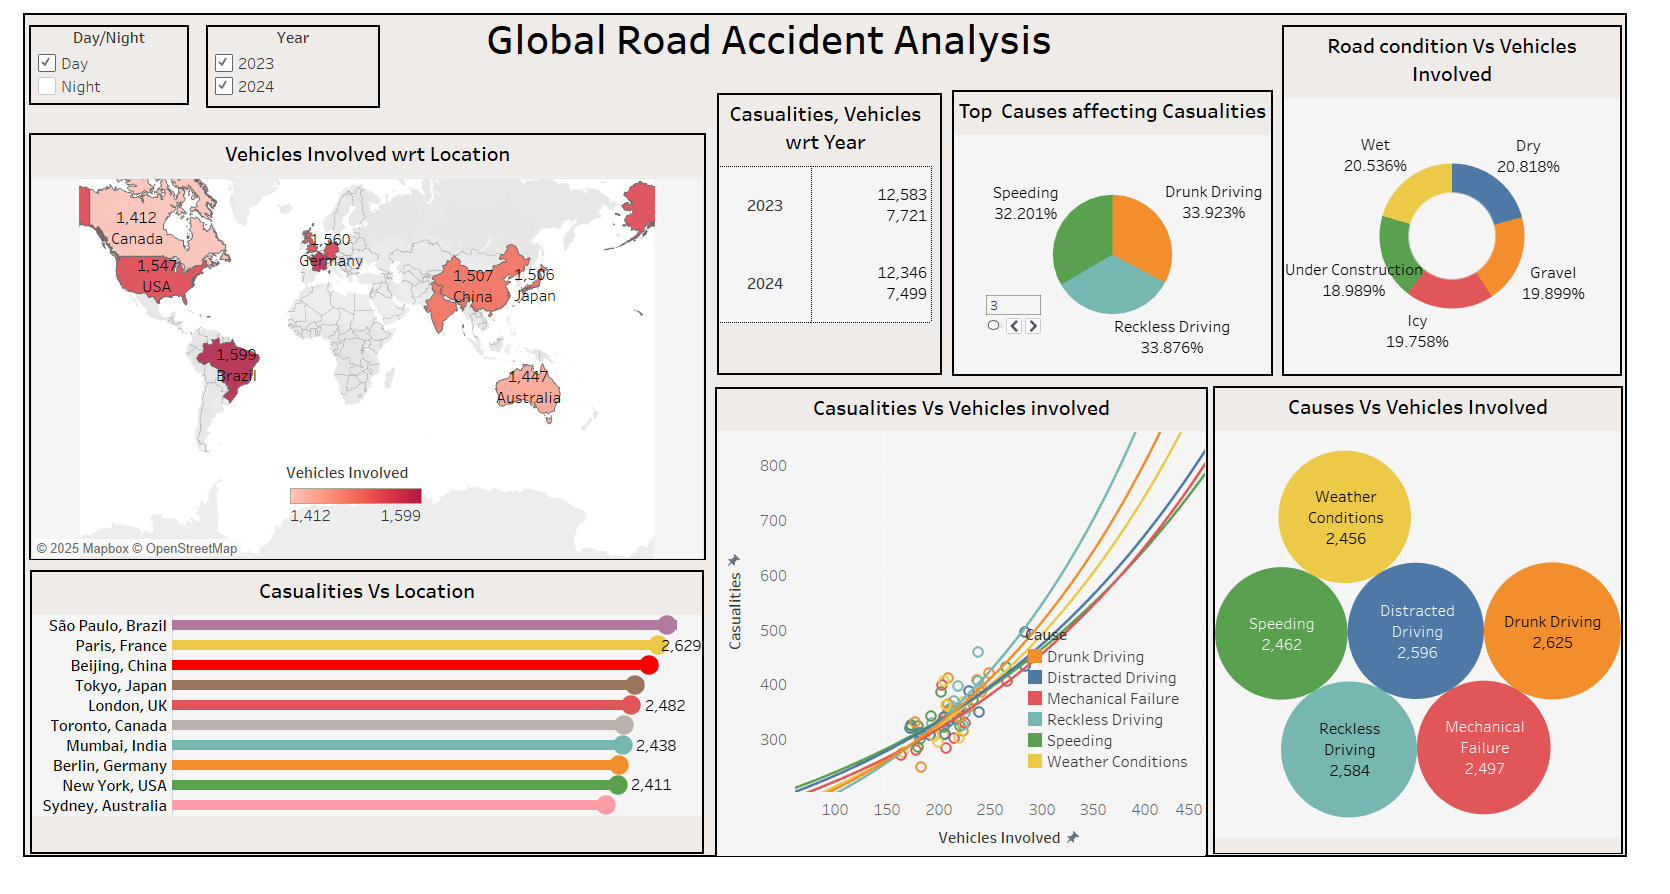 Global Road Accident Analysis
Day/Night
Day
Night
Year
2023
2024
Vehicles Involved wrt Location
1,412
Canada
1,547
USA
1,560
Germany
1,507
China
1,506
Japan
1,599
Brazil
1,447
Australia
Vehicles Involved
1,412
1,599
© 2025 Mapbox © OpenStreetMap
Casualities, Vehicles
wrt Year
2023
12,583
7,721
2024
12,346
7,499
Top  Causes affecting Casualities
Speeding
32.201%
Drunk Driving
33.923%
Reckless Driving
33.876%
3
Road condition Vs Vehicles
Involved
Wet
20.536%
Dry
20.818%
Under Construction
18.989%
Gravel
19.899%
Icy
19.758%
Casualities Vs Location
São Paulo, Brazil
Paris, France 2,629
Beijing, China
Tokyo, Japan
London, UK 2,482
Toronto, Canada
Mumbai, India 2,438
Berlin, Germany
New York, USA 2,411
Sydney, Australia
Casualities Vs Vehicles involved
Casualities
800
700
600
500
400
300
Cause
Drunk Driving
Distracted Driving
Mechanical Failure
Reckless Driving
Speeding
Weather Conditions
100 150 200 250 300 350 400 450
Vehicles Involved
Causes Vs Vehicles Involved
Weather
Conditions
2,456
Speeding
2,462
Distracted
Driving
2,596
Drunk Driving
2,625
Reckless
Driving
2,584
Mechanical
Failure
2,497